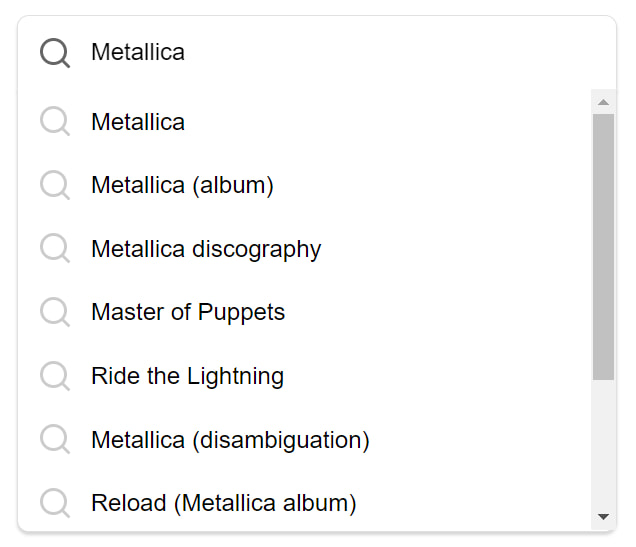 Metallica
Metallica
Metallica (album)
Metallica discography
Master of Puppets
Ride the Lightning
Metallica (disambiguation)
Reload (Metallica album)